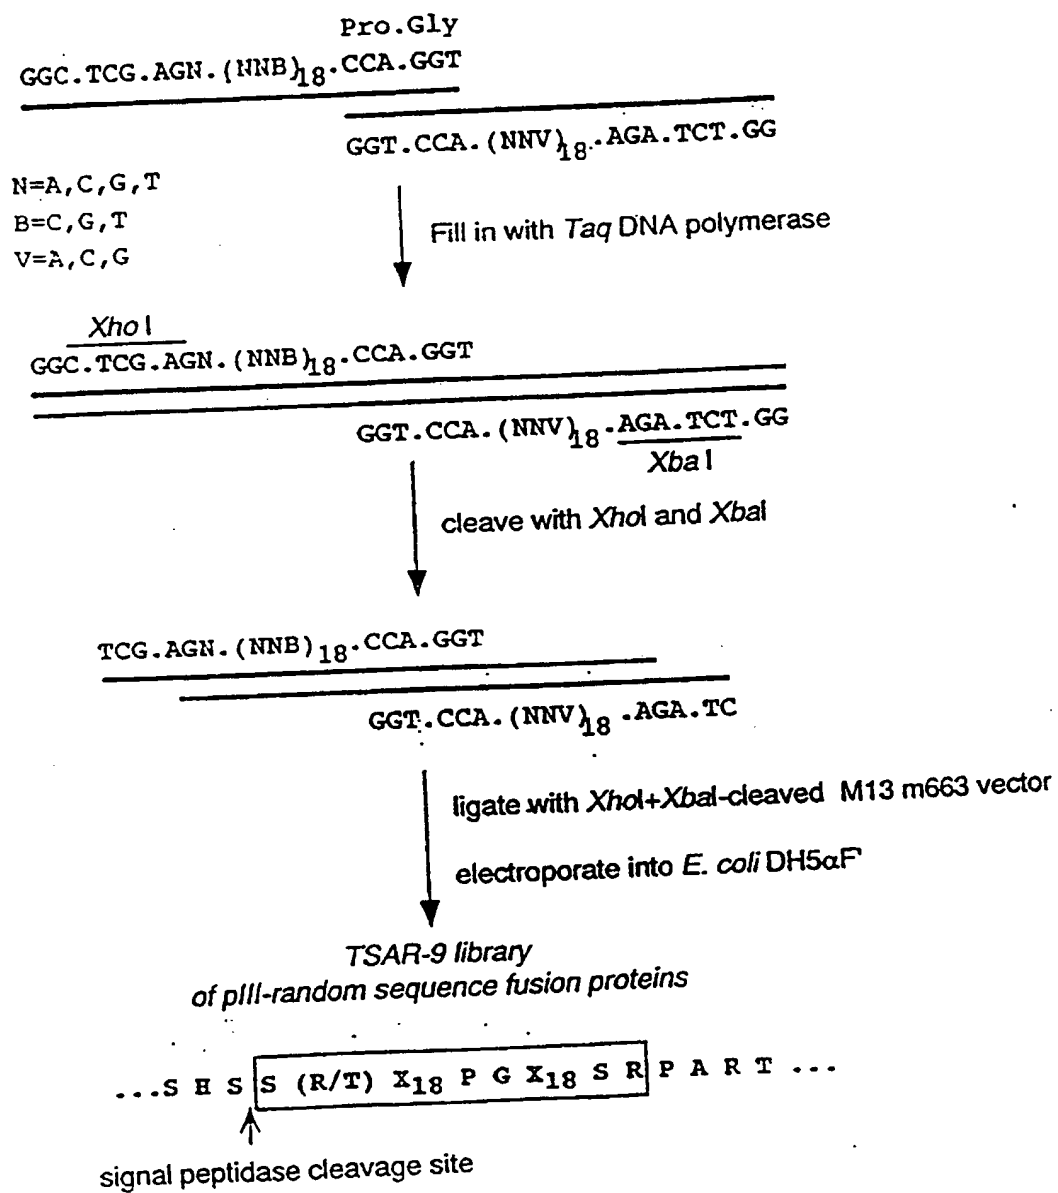 Pro.Gly
GGC.TCG.AGN.(NNB)18.CCA.GGT
GGT.CCA.(NNV)18.AGA.TCT.GG
N=A,C,G,T
B=C,G,T
V=A,C,G
Fill in with Taq DNA polymerase
Xho I
GGC.TCG.AGN.(NNB)18.CCA.GGT
GGT.CCA.(NNV)18.AGA.TCT.GG
Xba I
cleave with XhoI and XbaI
TCG.AGN.(NNB)18.CCA.GGT
GGT.CCA.(NNV)18.AGA.TC
ligate with XhoI+XbaI-cleaved M13 m663 vector
electroporate into E. coli DH5αF'
TSAR-9 library
of pIII-random sequence fusion proteins
...S H S S (R/T) X18 P G X18 S R P A R T ...
signal peptidase cleavage site